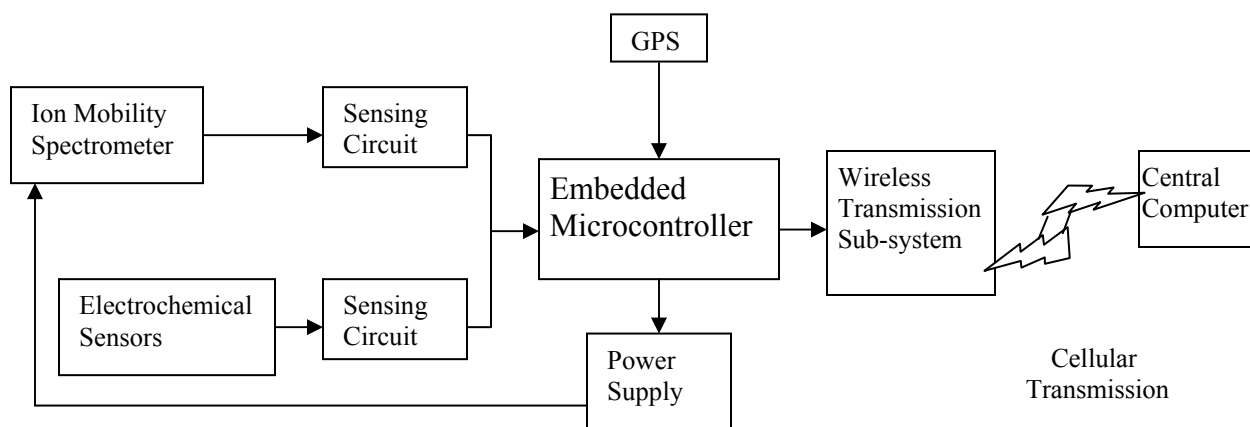 GPS
Ion Mobility
Spectrometer
Sensing
Circuit
Embedded
Microcontroller
Wireless
Transmission
Sub-system
Central
Computer
Electrochemical
Sensors
Sensing
Circuit
Power
Supply
Cellular
Transmission